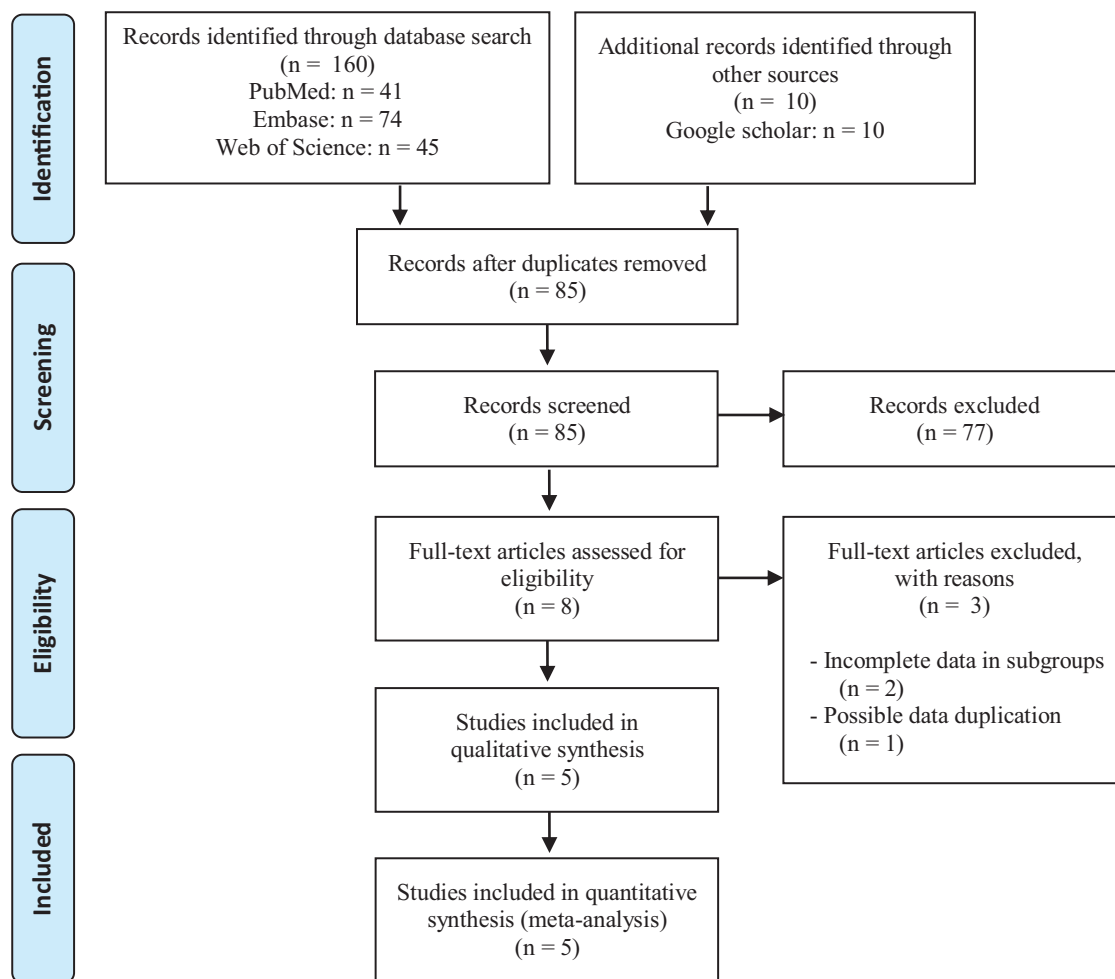 Identification
Records identified through database search
(n = 160)
PubMed: n = 41
Embase: n = 74
Web of Science: n = 45
Additional records identified through
other sources
(n = 10)
Google scholar: n = 10
Records after duplicates removed
(n = 85)
Screening
Records screened
(n = 85)
Records excluded
(n = 77)
Eligibility
Full-text articles assessed for
eligibility
(n = 8)
Full-text articles excluded,
with reasons
(n = 3)
- Incomplete data in subgroups
(n = 2)
- Possible data duplication
(n = 1)
Studies included in
qualitative synthesis
(n = 5)
Included
Studies included in quantitative
synthesis (meta-analysis)
(n = 5)